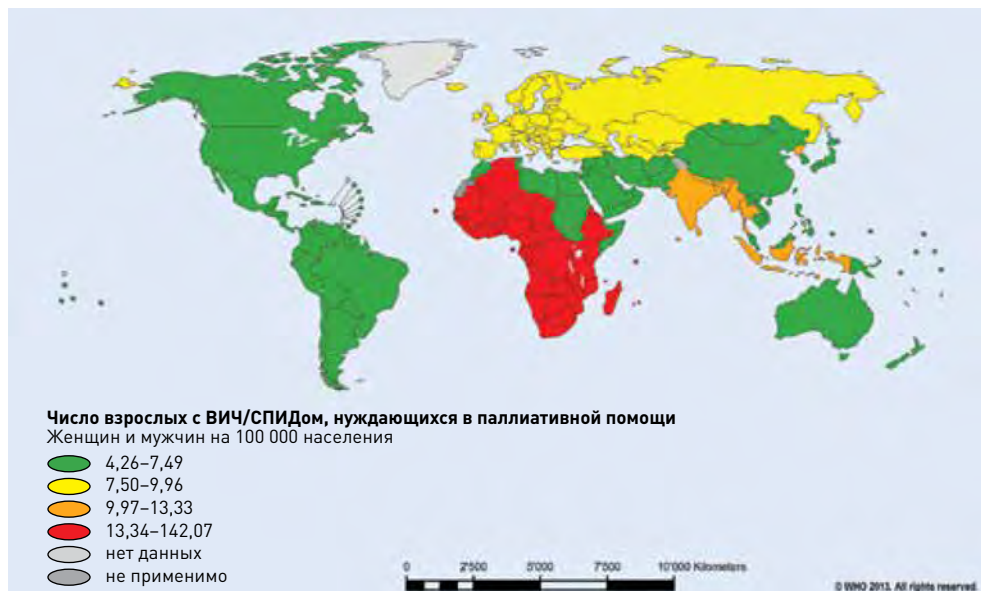 Число взрослых с ВИЧ/СПИДом, нуждающихся в паллиативной помощи
Женщин и мужчин на 100 000 населения
4,26–7,49
7,50–9,96
9,97–13,33
13,34–142,07
нет данных
не применимо
0 2'500 5'000 7'500 10'000 Kilometers
© WHO 2013. All rights reserved.